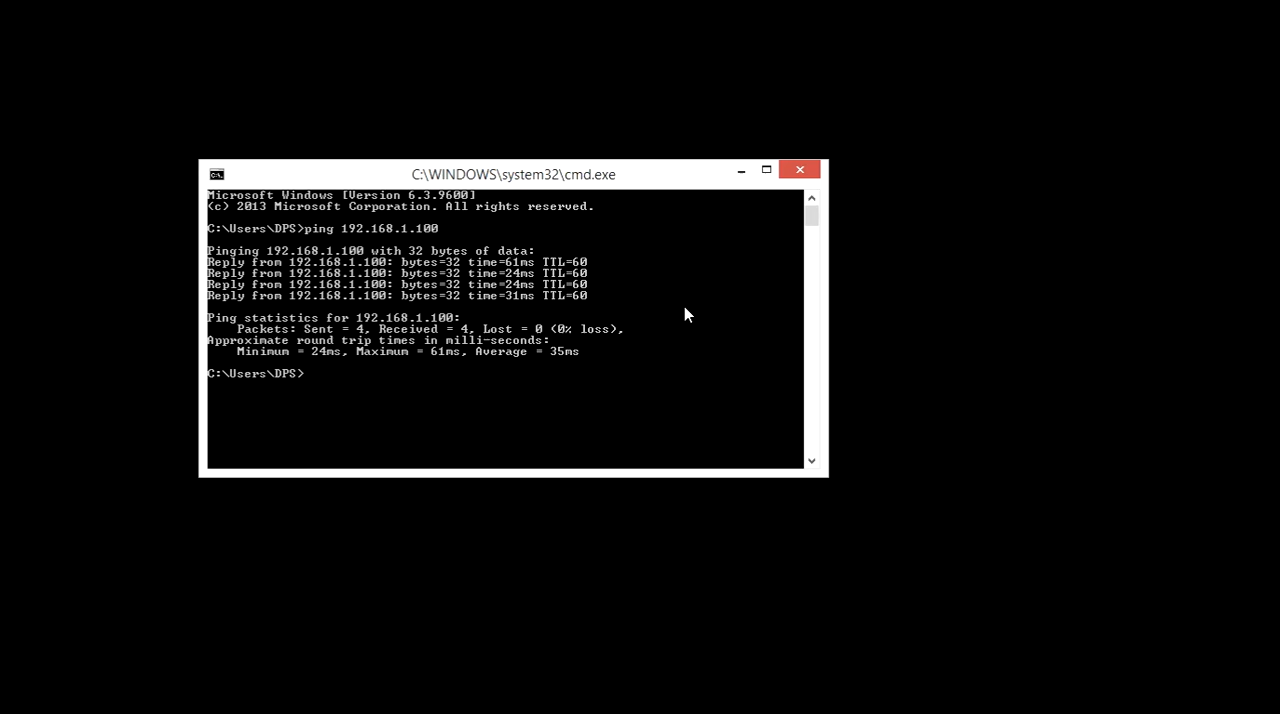 C:\WINDOWS\system32\cmd.exe
Microsoft Windows [Version 6.3.9600]
(c) 2013 Microsoft Corporation. All rights reserved.
C:\Users\DPS>ping 192.168.1.100
Pinging 192.168.1.100 with 32 bytes of data:
Reply from 192.168.1.100: bytes=32 time=61ms TTL=60
Reply from 192.168.1.100: bytes=32 time=24ms TTL=60
Reply from 192.168.1.100: bytes=32 time=24ms TTL=60
Reply from 192.168.1.100: bytes=32 time=31ms TTL=60
Ping statistics for 192.168.1.100:
Packets: Sent = 4, Received = 4, Lost = 0 (0% loss),
Approximate round trip times in milli-seconds:
Minimum = 24ms, Maximum = 61ms, Average = 35ms
C:\Users\DPS>